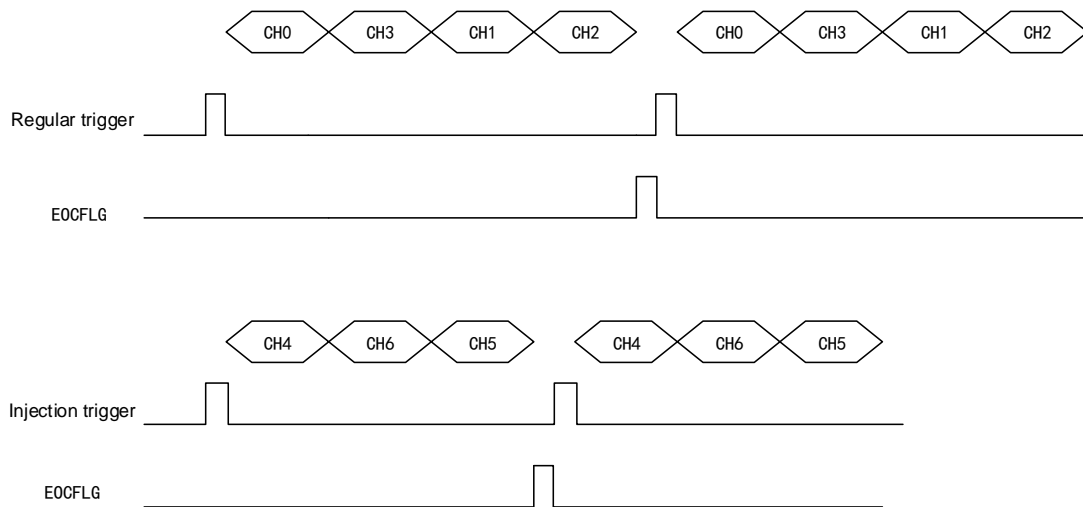 CH0 CH3 CH1 CH2 CH0 CH3 CH1 CH2
Regular trigger
EOCFLG
CH4 CH6 CH5 CH4 CH6 CH5
Injection trigger
EOCFLG